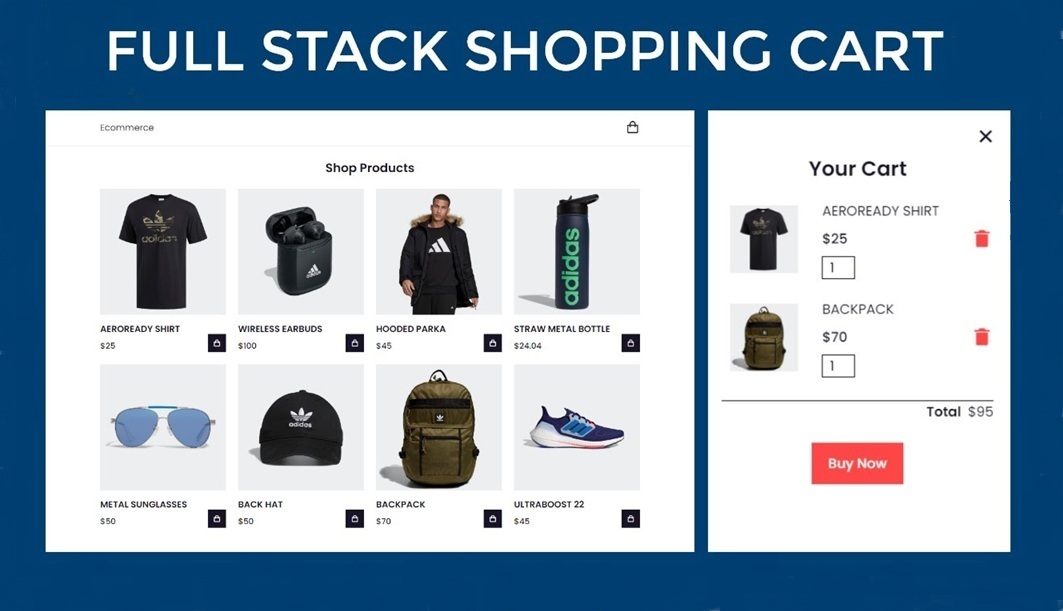 FULL STACK SHOPPING CART
Ecommerce
Shop Products
adidas
adidas
AEROREADY SHIRT
$25
WIRELESS EARBUDS
$100
HOODED PARKA
$45
STRAW METAL BOTTLE
$24.04
adidas
METAL SUNGLASSES
$50
BACK HAT
$50
BACKPACK
$70
ULTRABOOST 22
$45
Your Cart
AEROREADY SHIRT
$25
1
BACKPACK
$70
1
Total $95
Buy Now